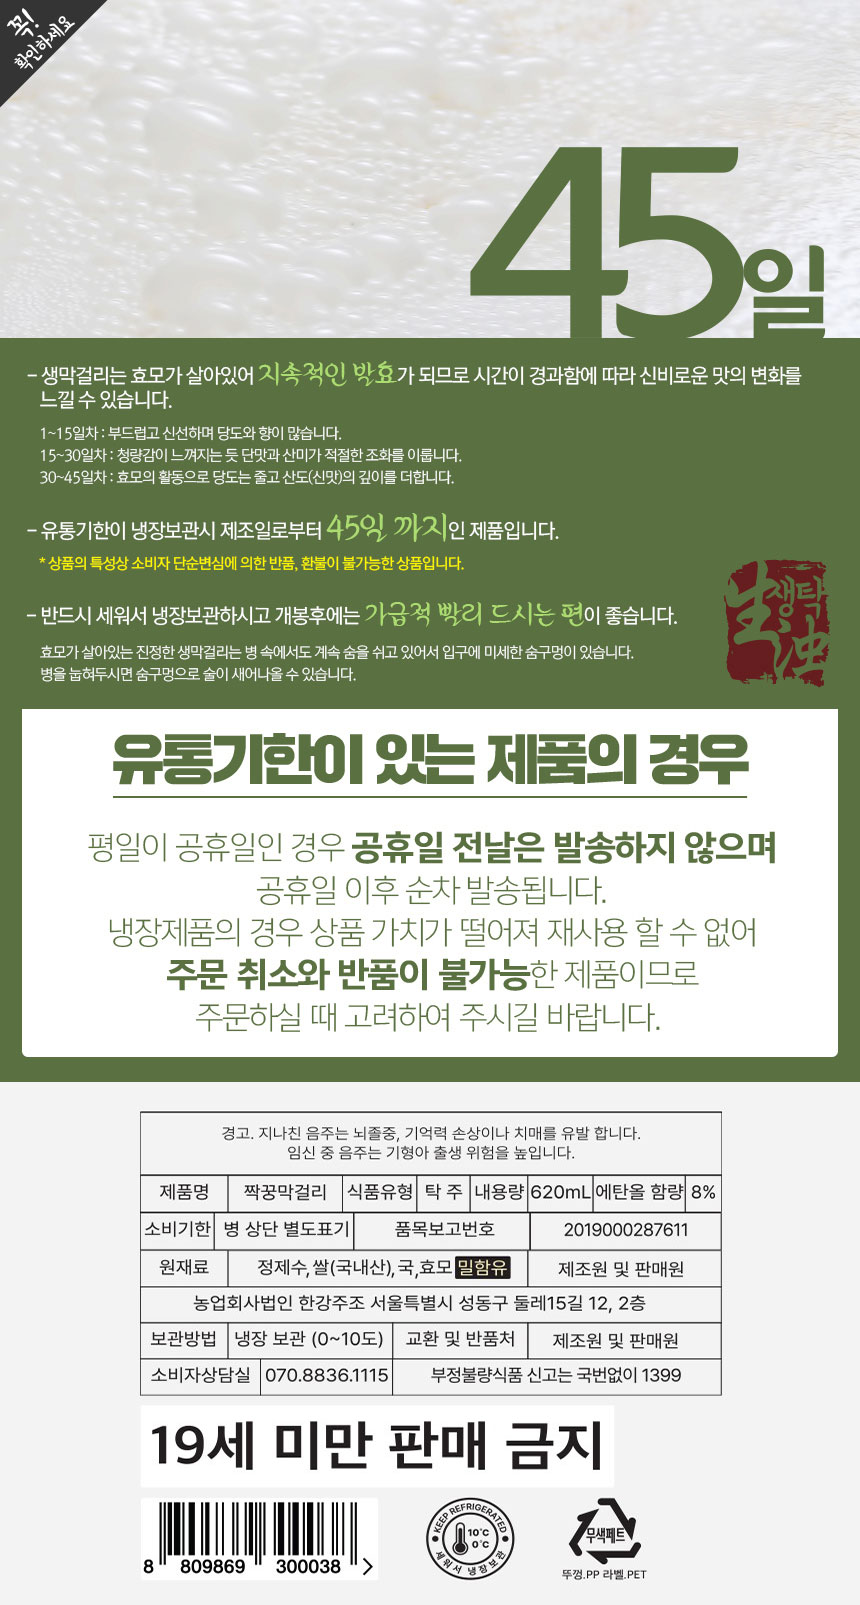 꼭!
확인하세요
45일
- 생막걸리는 효모가 살아있어 지속적인 발효가 되므로 시간이 경과함에 따라 신비로운 맛의 변화를
느낄 수 있습니다.
1~15일차 : 부드럽고 신선하며 당도와 향이 많습니다.
15~30일차 : 청량감이 느껴지는 듯 단맛과 산미가 적절한 조화를 이룹니다.
30~45일차 : 효모의 활동으로 당도는 줄고 산도(신맛)의 깊이를 더합니다.
- 유통기한이 냉장보관시 제조일로부터 45일 까지인 제품입니다.
* 상품의 특성상 소비자 단순변심에 의한 반품, 환불이 불가능한 상품입니다.
- 반드시 세워서 냉장보관하시고 개봉후에는 가급적 빨리 드시는 편이 좋습니다.
효모가 살아있는 진정한 생막걸리는 병 속에서도 계속 숨을 쉬고 있어서 입구에 미세한 숨구멍이 있습니다.
병을 눕혀두시면 숨구멍으로 술이 새어나올 수 있습니다.
生생탁濁
유통기한이 있는 제품의 경우
평일이 공휴일인 경우 공휴일 전날은 발송하지 않으며
공휴일 이후 순차 발송됩니다.
냉장제품의 경우 상품 가치가 떨어져 재사용 할 수 없어
주문 취소와 반품이 불가능한 제품이므로
주문하실 때 고려하여 주시길 바랍니다.
경고. 지나친 음주는 뇌졸중, 기억력 손상이나 치매를 유발 합니다.
임신 중 음주는 기형아 출생 위험을 높입니다.
제품명 짝꿍막걸리 식품유형 탁 주 내용량 620mL 에탄올 함량 8%
소비기한 병 상단 별도표기 품목보고번호 2019000287611
원재료 정제수, 쌀(국내산), 국, 효모 밀함유 제조원 및 판매원
농업회사법인 한강주조 서울특별시 성동구 둘레15길 12, 2층
보관방법 냉장 보관 (0~10도) 교환 및 반품처 제조원 및 판매원
소비자상담실 070.8836.1115 부정불량식품 신고는 국번없이 1399
19세 미만 판매 금지
8 809869 300038 >
KEEP REFRIGERATED
10℃
0℃
세워서 냉장보관
무색페트
뚜껑.PP 라벨.PET